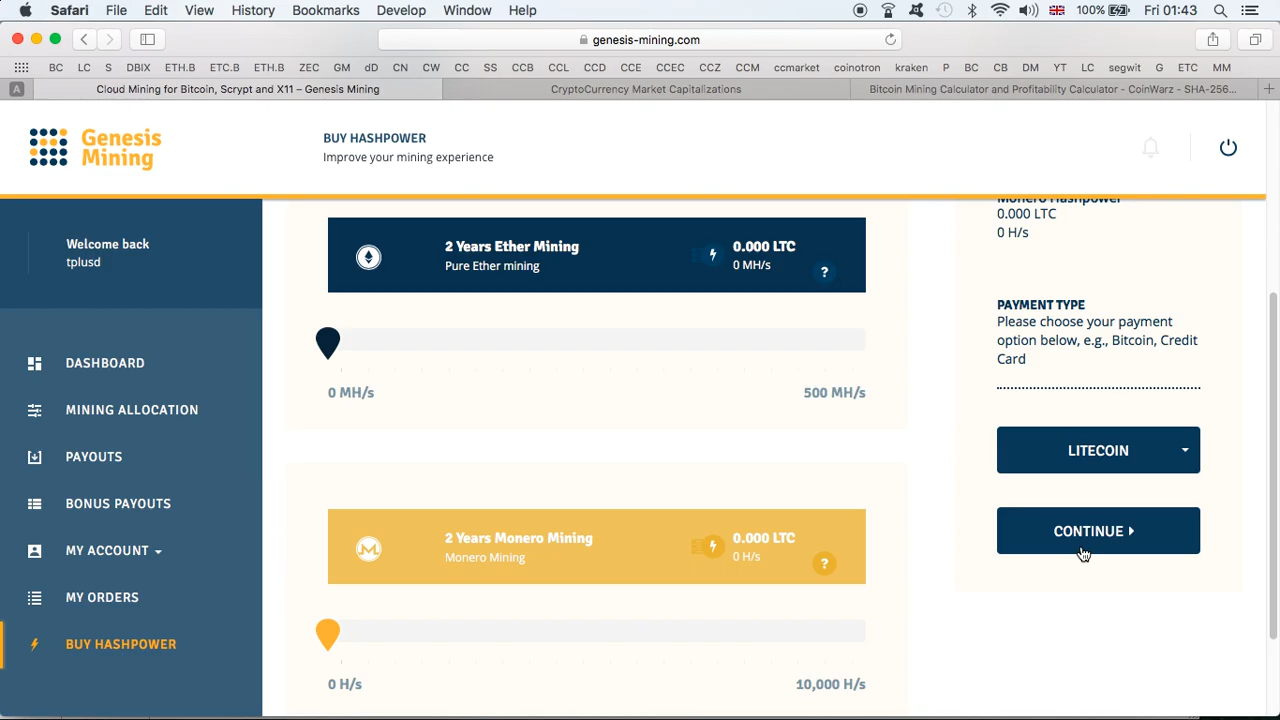 Safari File Edit View History Bookmarks Develop Window Help 100% Fri 01:43
genesis-mining.com
BC LC S DBIX ETH.B ETC.B ETH.B ZEC GM dD CN CW CC SS CCB CCL CCD CCE CCEC CCZ CCM ccmarket coinotron kraken P BC CB DM YT LC segwit G ETC MM
A Cloud Mining for Bitcoin, Scrypt and X11 – Genesis Mining CryptoCurrency Market Capitalizations Bitcoin Mining Calculator and Profitability Calculator - CoinWarz - SHA-256...
Genesis
Mining
BUY HASHPOWER
Improve your mining experience
Welcome back
tplusd
DASHBOARD
MINING ALLOCATION
PAYOUTS
BONUS PAYOUTS
MY ACCOUNT
MY ORDERS
BUY HASHPOWER
2 Years Ether Mining
Pure Ether mining
0.000 LTC
0 MH/s
?
0 MH/s 500 MH/s
2 Years Monero Mining
Monero Mining
0.000 LTC
0 H/s
?
0 H/s 10,000 H/s
Monero Hashpower
0.000 LTC
0 H/s
PAYMENT TYPE
Please choose your payment
option below, e.g., Bitcoin, Credit
Card
LITECOIN
CONTINUE